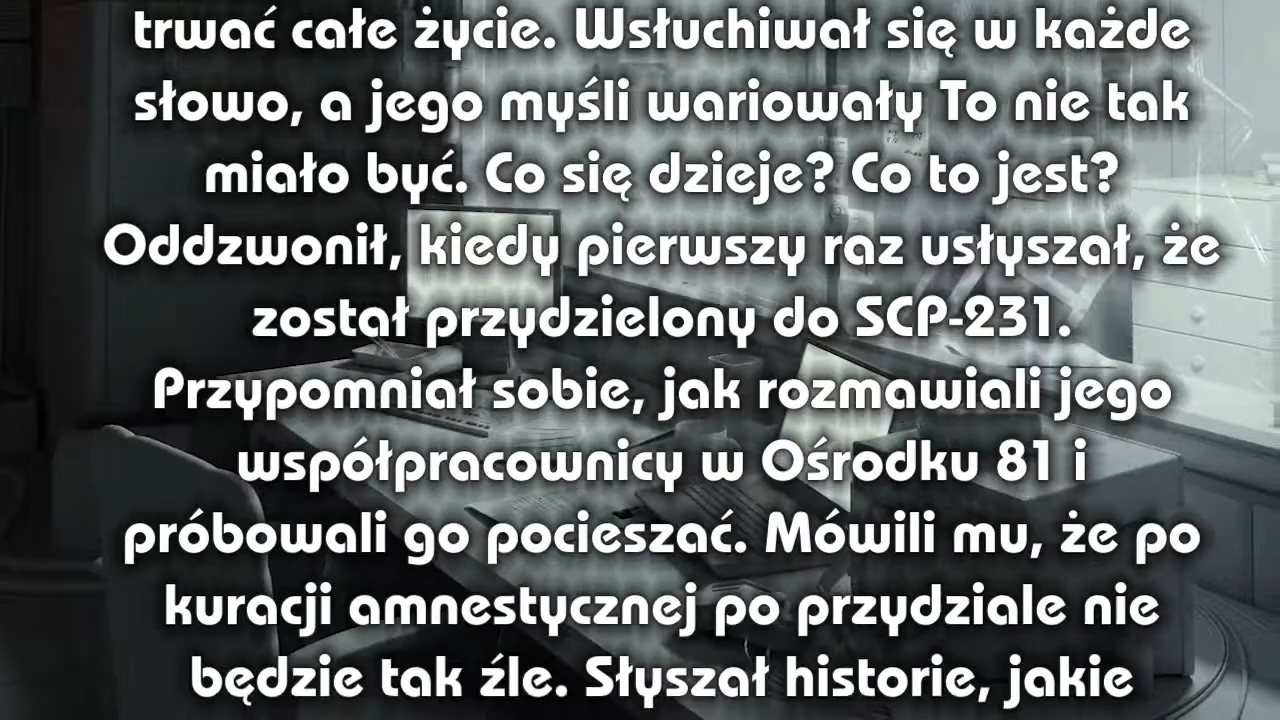 trwać całe życie. Wsłuchiwał się w każde
słowo, a jego myśli wariowały To nie tak
miało być. Co się dzieje? Co to jest?
Oddzwonił, kiedy pierwszy raz usłyszał, że
został przydzielony do SCP-231.
Przypomniał sobie, jak rozmawiali jego
współpracownicy w Ośrodku 81 i
próbowali go pocieszać. Mówili mu, że po
kuracji amnestycznej po przydziale nie
będzie tak źle. Słyszał historie, jakie